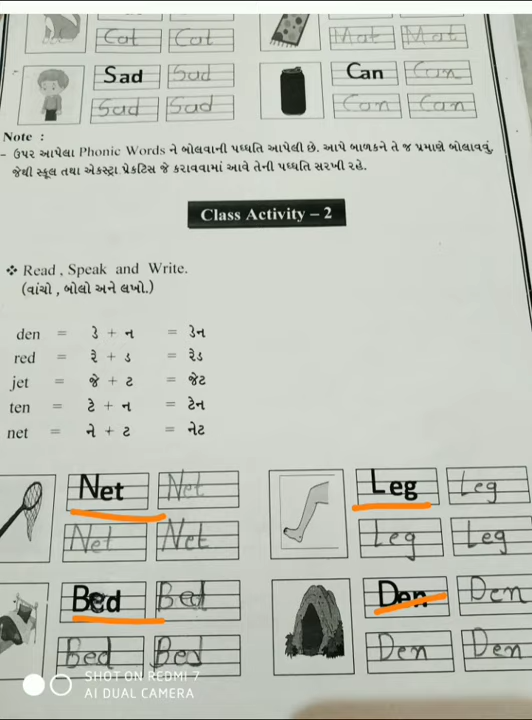 Cat Cat
Mat Mat
Sad Sad
Can Can
Sad Sad
Can Can
Note :
- ઉપર આપેલા Phonic Words ને બોલવાની પધ્ધતિ આપેલી છે. આપે બાળકને તે જ પ્રમાણે બોલાવવું.
જેથી સ્કૂલ તથા એકસ્ટ્રા પ્રેકટિસ જે કરાવવામાં આવે તેની પધ્ધતિ સરખી રહે.
Class Activity – 2
❖ Read , Speak and Write.
(વાંચો , બોલો અને લખો.)
den = ડે + ન = ડેન
red = રે + ડ = રેડ
jet = જે + ટ = જેટ
ten = ટે + ન = ટેન
net = ને + ટ = નેટ
Net Net
Leg Leg
Net Net
Leg Leg
Bed Bed
Den Den
Bed Bed
Den Den
SHOT ON REDMI 7
AI DUAL CAMERA